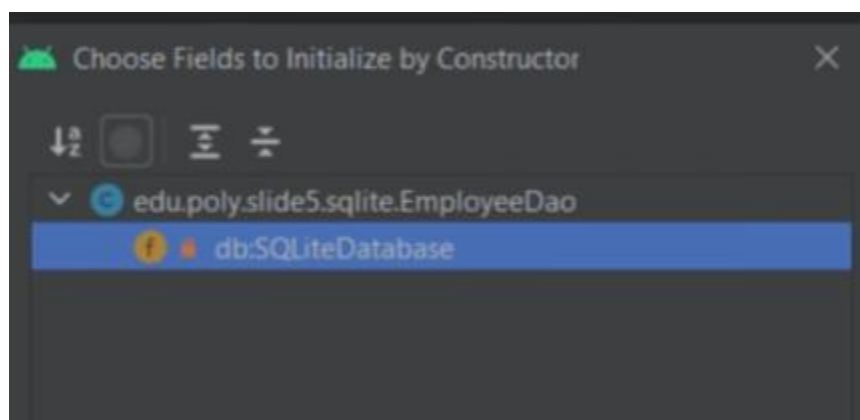 Choose Fields to Initialize by Constructor
edu.poly.slide5.sqlite.EmployeeDao
db:SQLiteDatabase